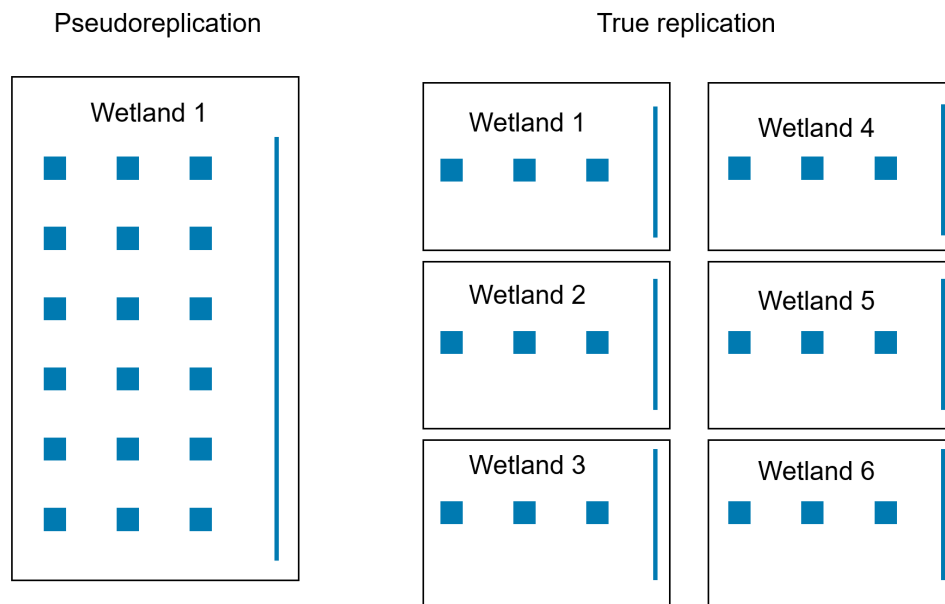 Pseudoreplication
True replication
Wetland 1
Wetland 1
Wetland 4
Wetland 2
Wetland 5
Wetland 3
Wetland 6